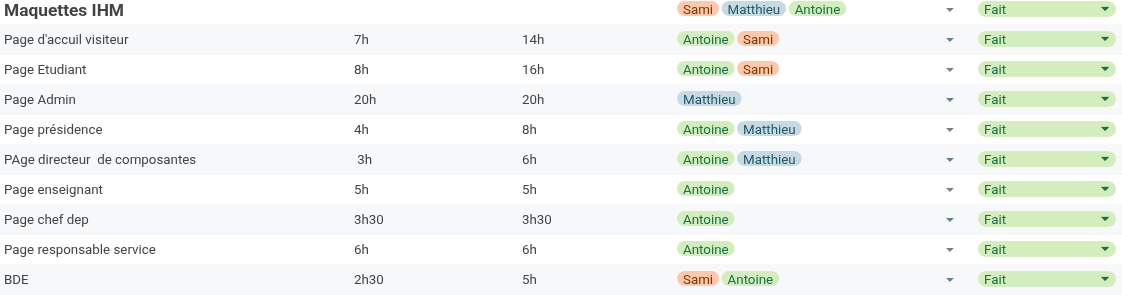 Maquettes IHM Sami Matthieu Antoine Fait
Page d'accuil visiteur 7h 14h Antoine Sami Fait
Page Etudiant 8h 16h Antoine Sami Fait
Page Admin 20h 20h Matthieu Fait
Page présidence 4h 8h Antoine Matthieu Fait
PAge directeur de composantes 3h 6h Antoine Matthieu Fait
Page enseignant 5h 5h Antoine Fait
Page chef dep 3h30 3h30 Antoine Fait
Page responsable service 6h 6h Antoine Fait
BDE 2h30 5h Sami Antoine Fait